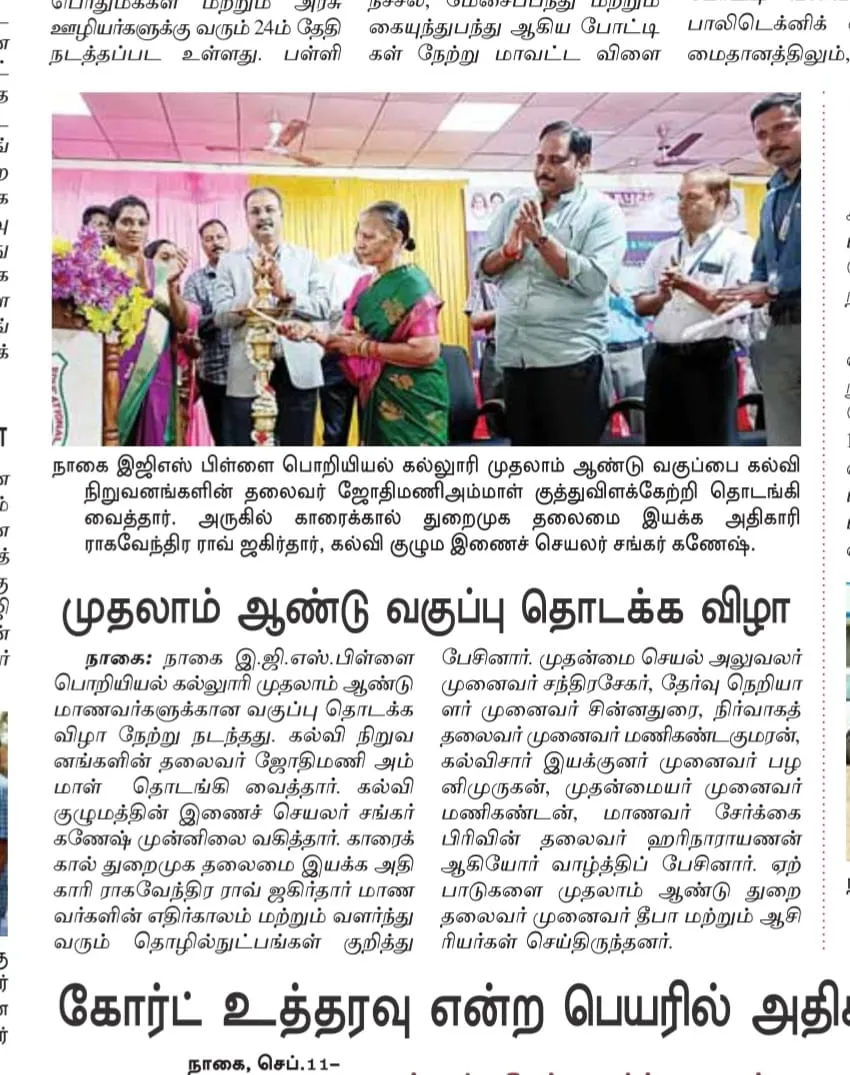 பொதுமக்கள் மற்றும் அரசு
ஊழியர்களுக்கு வரும் 24ம் தேதி
நடத்தப்பட உள்ளது. பள்ளி
நீச்சல், மேசைப்பந்து மற்றும்
கையுந்துபந்து ஆகிய போட்டி
கள் நேற்று மாவட்ட விளை
பாலிடெக்னிக்
மைதானத்திலும்,
நாகை இஜிஎஸ் பிள்ளை பொறியியல் கல்லூரி முதலாம் ஆண்டு வகுப்பை கல்வி
நிறுவனங்களின் தலைவர் ஜோதிமணிஅம்மாள் குத்துவிளக்கேற்றி தொடங்கி
வைத்தார். அருகில் காரைக்கால் துறைமுக தலைமை இயக்க அதிகாரி
ராகவேந்திர ராவ் ஜகிர்தார், கல்வி குழும இணைச் செயலர் சங்கர் கணேஷ்.
முதலாம் ஆண்டு வகுப்பு தொடக்க விழா
நாகை: நாகை இ.ஜி.எஸ்.பிள்ளை
பொறியியல் கல்லூரி முதலாம் ஆண்டு
மாணவர்களுக்கான வகுப்பு தொடக்க
விழா நேற்று நடந்தது. கல்வி நிறுவ
னங்களின் தலைவர் ஜோதிமணி அம்
மாள் தொடங்கி வைத்தார். கல்வி
குழுமத்தின் இணைச் செயலர் சங்கர்
கணேஷ் முன்னிலை வகித்தார். காரைக்
கால் துறைமுக தலைமை இயக்க அதி
காரி ராகவேந்திர ராவ் ஜகிர்தார் மாண
வர்களின் எதிர்காலம் மற்றும் வளர்ந்து
வரும் தொழில்நுட்பங்கள் குறித்து
பேசினார். முதன்மை செயல் அலுவலர்
முனைவர் சந்திரசேகர், தேர்வு நெறியா
ளர் முனைவர் சின்னதுரை, நிர்வாகத்
தலைவர் முனைவர் மணிகண்டகுமரன்,
கல்விசார் இயக்குனர் முனைவர் பழ
னிமுருகன், முதன்மையர் முனைவர்
மணிகண்டன், மாணவர் சேர்க்கை
பிரிவின் தலைவர் ஹரிநாராயணன்
ஆகியோர் வாழ்த்திப் பேசினார். ஏற்
பாடுகளை முதலாம் ஆண்டு துறை
தலைவர் முனைவர் தீபா மற்றும் ஆசி
ரியர்கள் செய்திருந்தனர்.
கோர்ட் உத்தரவு என்ற பெயரில்
நாகை, செப்.11-